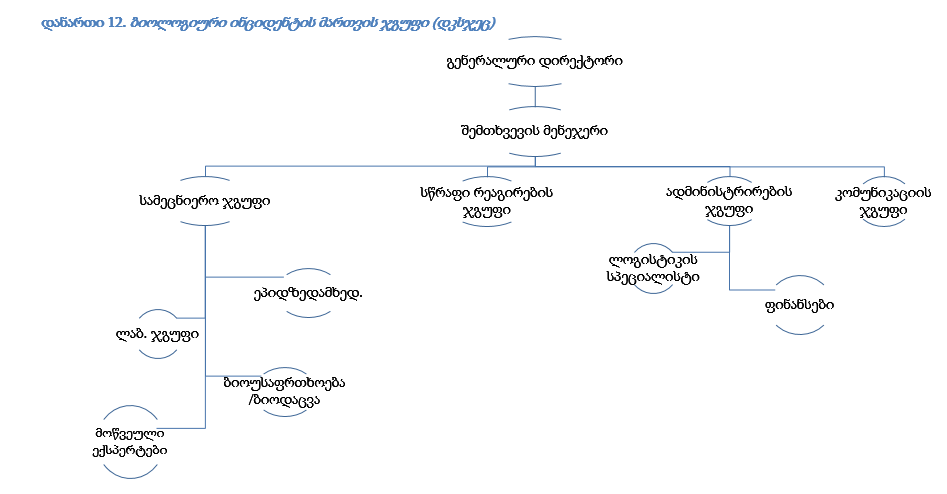 დანართი 12. ბიოლოგიური ინციდენტის მართვის ჯგუფი (დკსჯეც)
გენერალური დირექტორი
შემთხვევის მენეჯერი
სამეცნიერო ჯგუფი
სწრაფი რეაგირების
ჯგუფი
ადმინისტრირების
ჯგუფი
კომუნიკაციის
ჯგუფი
ეპიდზედამხედ.
ლაბ. ჯგუფი
ბიოუსაფრთხოება
/ბიოდაცვა
მოწვეული
ექსპერტები
ლოგისტიკის
სპეციალისტი
ფინანსები